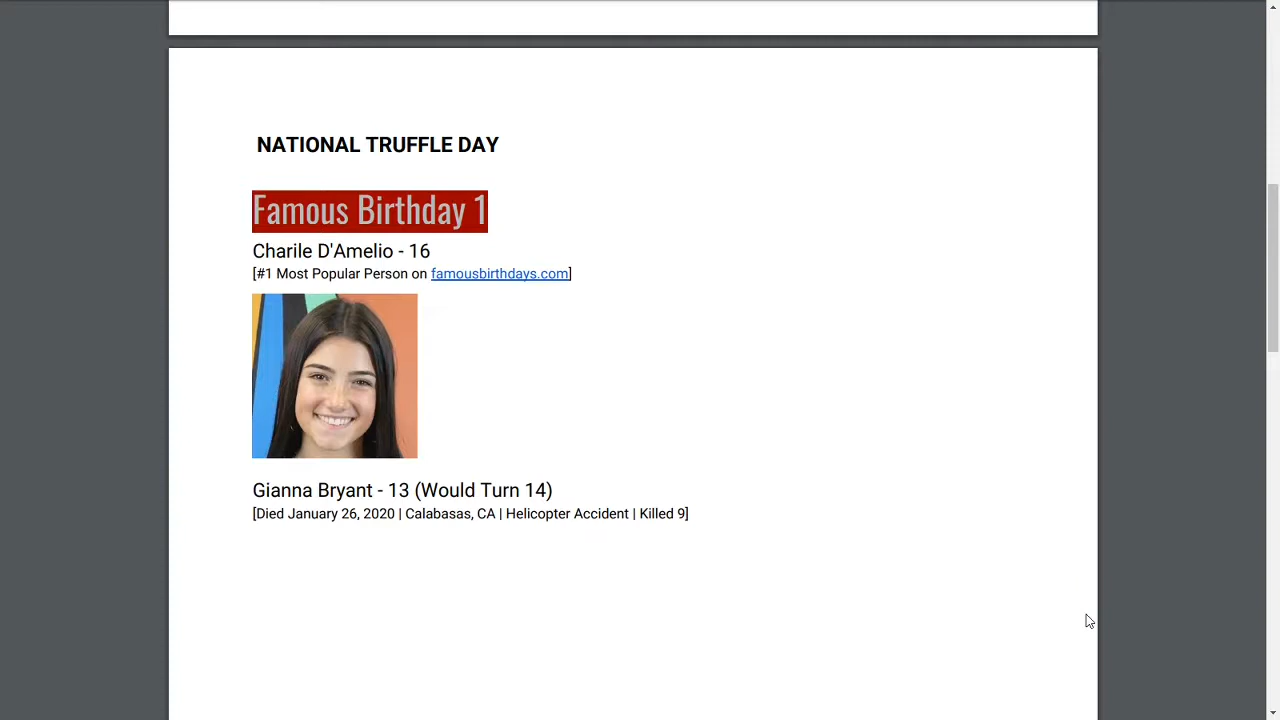 NATIONAL TRUFFLE DAY
Famous Birthday 1
Charile D'Amelio - 16
[#1 Most Popular Person on famousbirthdays.com]
Gianna Bryant - 13 (Would Turn 14)
[Died January 26, 2020 | Calabasas, CA | Helicopter Accident | Killed 9]